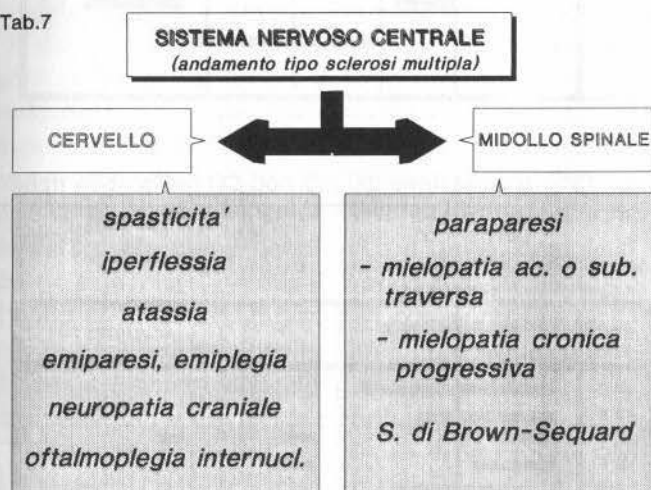 Tab.7
SISTEMA NERVOSO CENTRALE
(andamento tipo sclerosi multipla)
CERVELLO
MIDOLLO SPINALE
spasticita'
iperflessia
atassia
emiparesi, emiplegia
neuropatia craniale
oftalmoplegia internucl.
paraparesi
- mielopatia ac. o sub.
traversa
- mielopatia cronica
progressiva
S. di Brown-Sequard